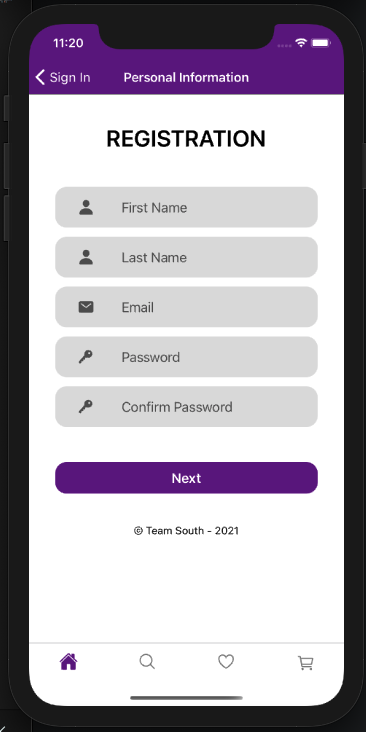 11:20
Sign In
Personal Information
REGISTRATION
First Name
Last Name
Email
Password
Confirm Password
Next
© Team South - 2021